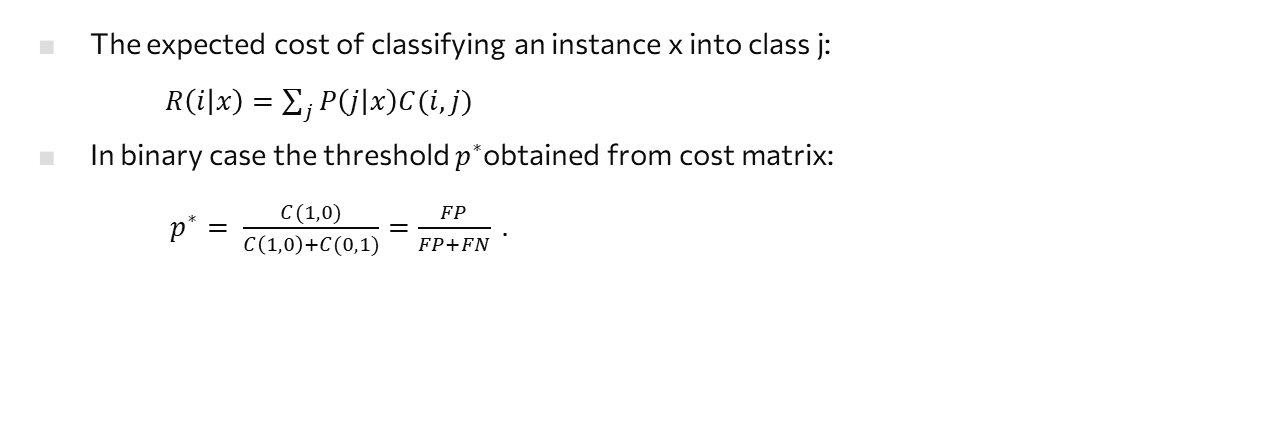 The expected cost of classifying an instance x into class j:
R(i|x) = ∑_j P(j|x)C(i,j)
In binary case the threshold p* obtained from cost matrix:
p* = C(1,0) / C(1,0)+C(0,1) = FP / FP+FN .